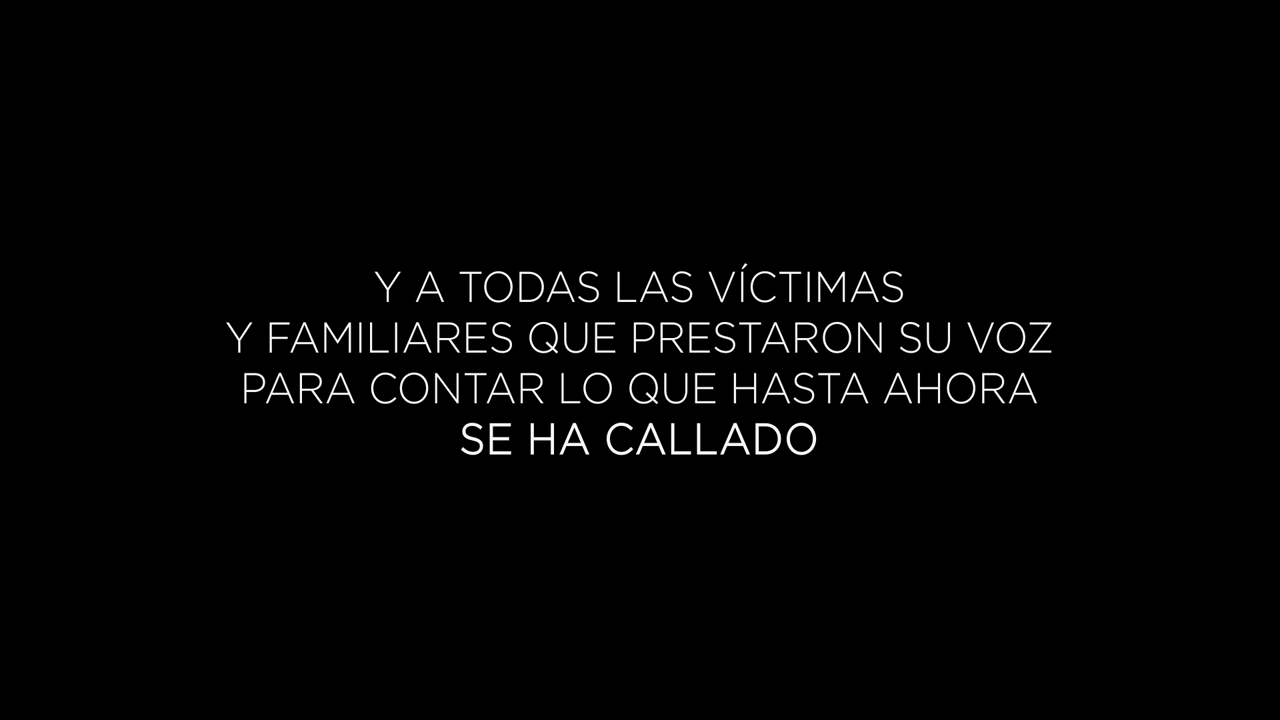 Y A TODAS LAS VÍCTIMAS
Y FAMILIARES QUE PRESTARON SU VOZ
PARA CONTAR LO QUE HASTA AHORA
SE HA CALLADO